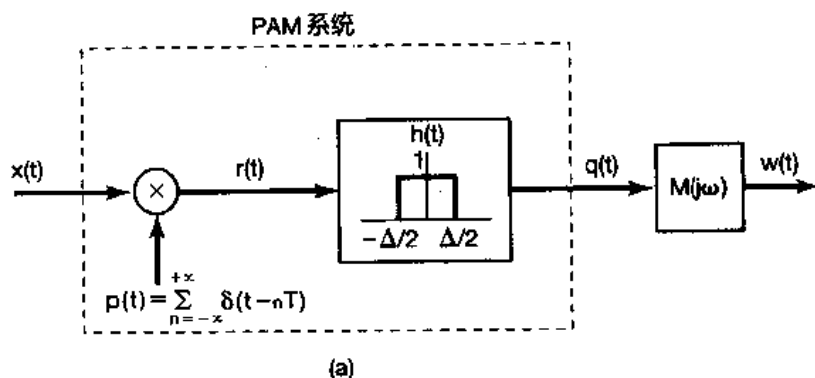 PAM 系统
h(t)
1
x(t)
×
r(t)
q(t)
M(jω)
w(t)
−Δ/2 Δ/2
p(t) = Σ δ(t−nT)
+∞
n=−∞
(a)